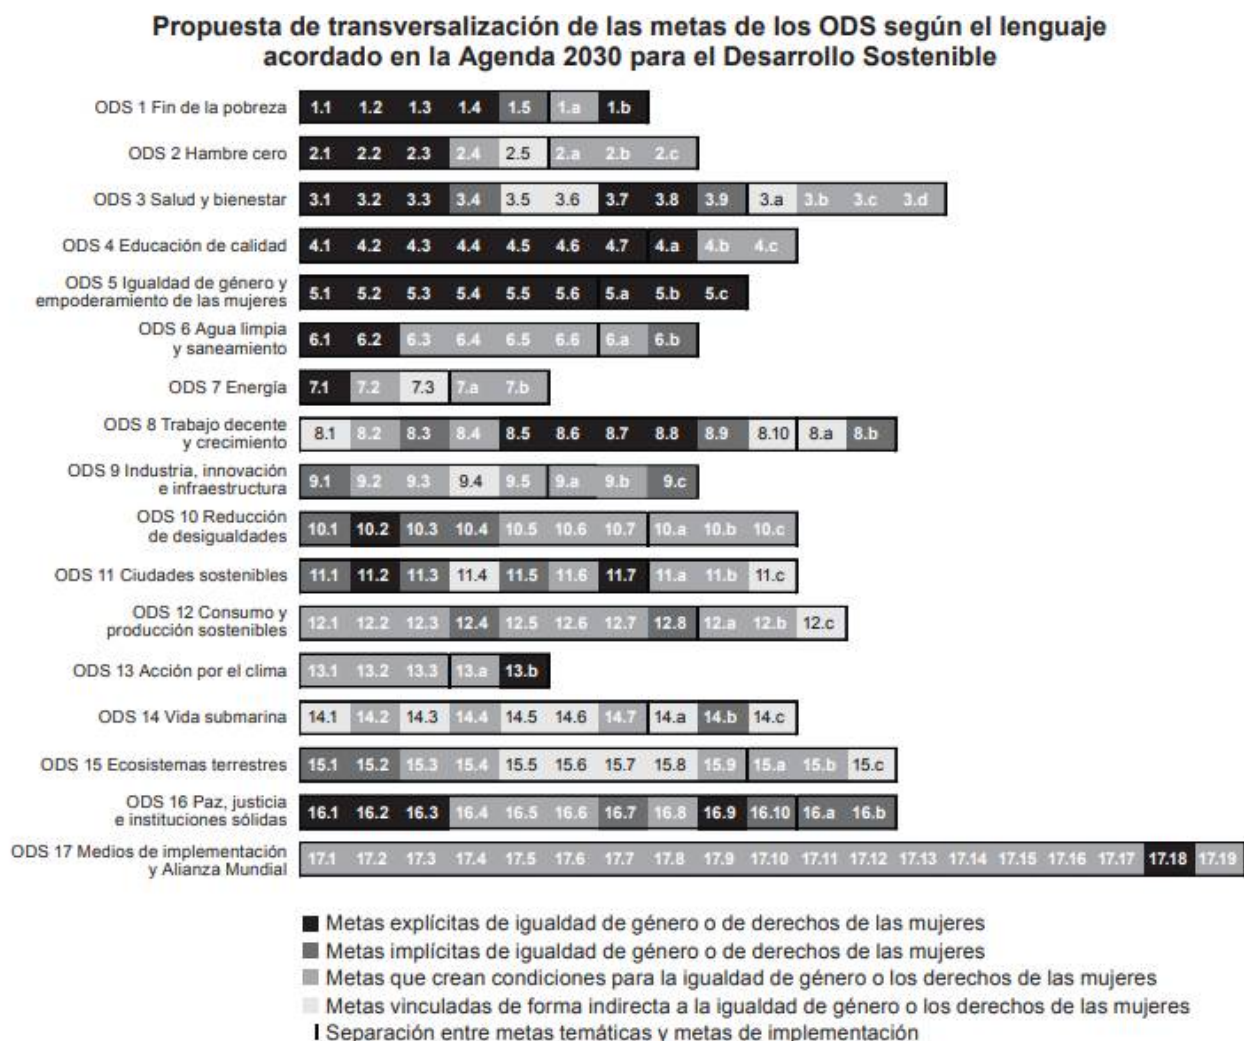 Propuesta de transversalización de las metas de los ODS según el lenguaje
acordado en la Agenda 2030 para el Desarrollo Sostenible
ODS 1 Fin de la pobreza 1.1 1.2 1.3 1.4 1.5 1.a 1.b
ODS 2 Hambre cero 2.1 2.2 2.3 2.4 2.5 2.a 2.b 2.c
ODS 3 Salud y bienestar 3.1 3.2 3.3 3.4 3.5 3.6 3.7 3.8 3.9 3.a 3.b 3.c 3.d
ODS 4 Educación de calidad 4.1 4.2 4.3 4.4 4.5 4.6 4.7 4.a 4.b 4.c
ODS 5 Igualdad de género y
empoderamiento de las mujeres 5.1 5.2 5.3 5.4 5.5 5.6 5.a 5.b 5.c
ODS 6 Agua limpia
y saneamiento 6.1 6.2 6.3 6.4 6.5 6.6 6.a 6.b
ODS 7 Energía 7.1 7.2 7.3 7.a 7.b
ODS 8 Trabajo decente
y crecimiento 8.1 8.2 8.3 8.4 8.5 8.6 8.7 8.8 8.9 8.10 8.a 8.b
ODS 9 Industria, innovación
e infraestructura 9.1 9.2 9.3 9.4 9.5 9.a 9.b 9.c
ODS 10 Reducción
de desigualdades 10.1 10.2 10.3 10.4 10.5 10.6 10.7 10.a 10.b 10.c
ODS 11 Ciudades sostenibles 11.1 11.2 11.3 11.4 11.5 11.6 11.7 11.a 11.b 11.c
ODS 12 Consumo y
producción sostenibles 12.1 12.2 12.3 12.4 12.5 12.6 12.7 12.8 12.a 12.b 12.c
ODS 13 Acción por el clima 13.1 13.2 13.3 13.a 13.b
ODS 14 Vida submarina 14.1 14.2 14.3 14.4 14.5 14.6 14.7 14.a 14.b 14.c
ODS 15 Ecosistemas terrestres 15.1 15.2 15.3 15.4 15.5 15.6 15.7 15.8 15.9 15.a 15.b 15.c
ODS 16 Paz, justicia
e instituciones sólidas 16.1 16.2 16.3 16.4 16.5 16.6 16.7 16.8 16.9 16.10 16.a 16.b
ODS 17 Medios de implementación
y Alianza Mundial 17.1 17.2 17.3 17.4 17.5 17.6 17.7 17.8 17.9 17.10 17.11 17.12 17.13 17.14 17.15 17.16 17.17 17.18 17.19
Metas explícitas de igualdad de género o de derechos de las mujeres
Metas implícitas de igualdad de género o de derechos de las mujeres
Metas que crean condiciones para la igualdad de género o los derechos de las mujeres
Metas vinculadas de forma indirecta a la igualdad de género o los derechos de las mujeres
Separación entre metas temáticas y metas de implementación